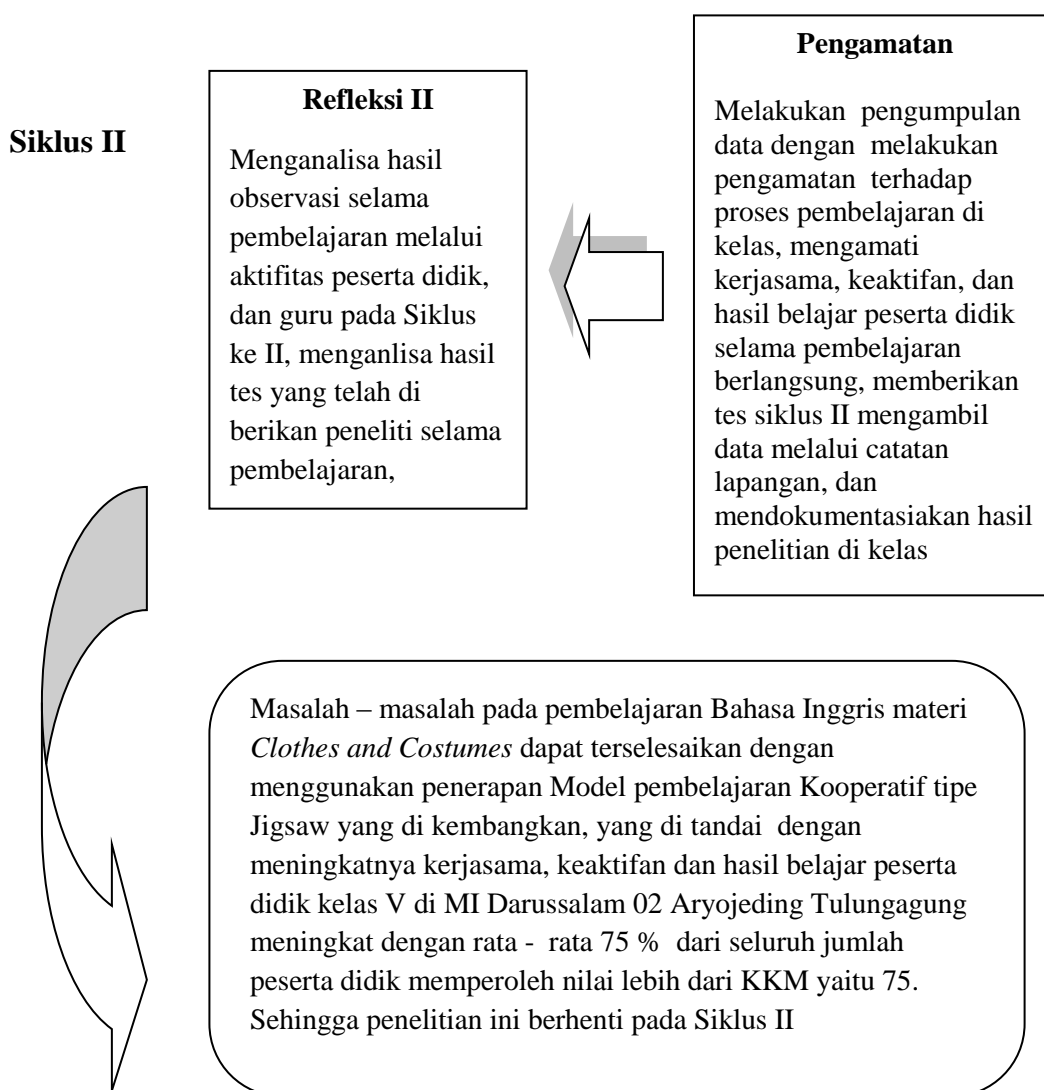 Siklus II
Refleksi II
Menganalisa hasil
observasi selama
pembelajaran melalui
aktifitas peserta didik,
dan guru pada Siklus
ke II, menganlisa hasil
tes yang telah di
berikan peneliti selama
pembelajaran,
Pengamatan
Melakukan pengumpulan
data dengan melakukan
pengamatan terhadap
proses pembelajaran di
kelas, mengamati
kerjasama, keaktifan, dan
hasil belajar peserta didik
selama pembelajaran
berlangsung, memberikan
tes siklus II mengambil
data melalui catatan
lapangan, dan
mendokumentasiakan hasil
penelitian di kelas
Masalah – masalah pada pembelajaran Bahasa Inggris materi
Clothes and Costumes dapat terselesaikan dengan
menggunakan penerapan Model pembelajaran Kooperatif tipe
Jigsaw yang di kembangkan, yang di tandai dengan
meningkatnya kerjasama, keaktifan dan hasil belajar peserta
didik kelas V di MI Darussalam 02 Aryojeding Tulungagung
meningkat dengan rata - rata 75 % dari seluruh jumlah
peserta didik memperoleh nilai lebih dari KKM yaitu 75.
Sehingga penelitian ini berhenti pada Siklus II